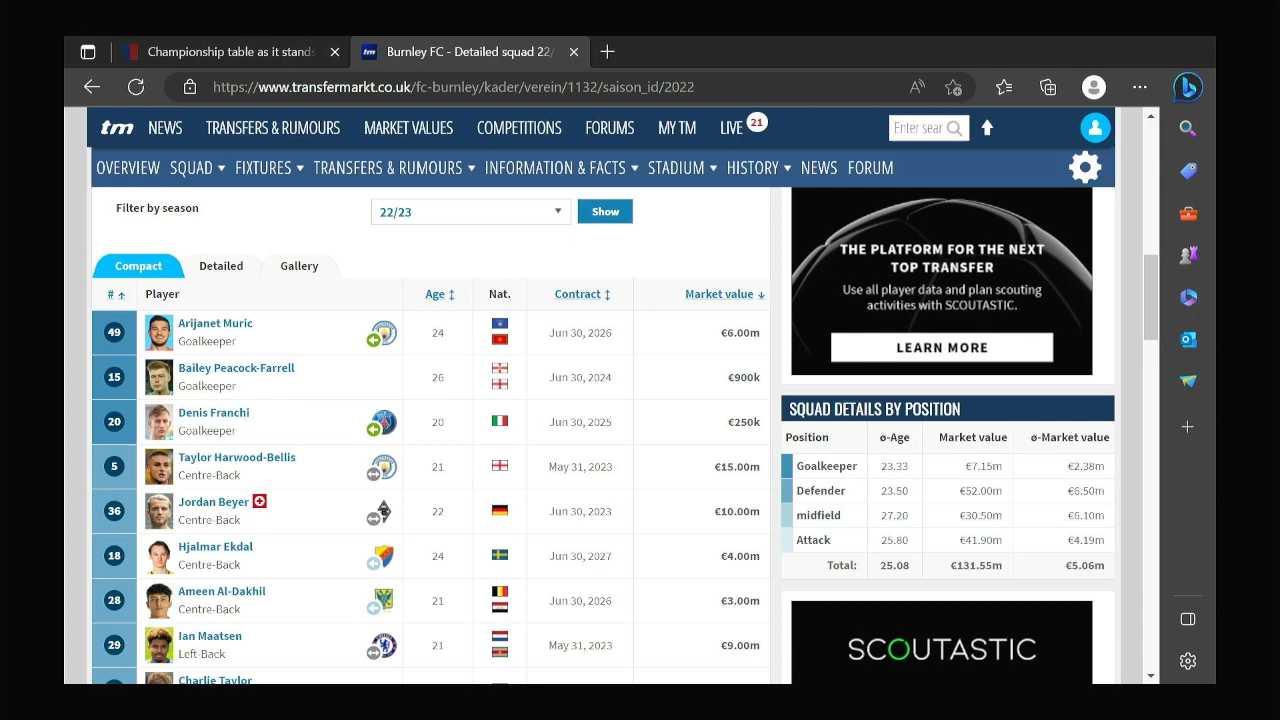 Championship table as it stands
tm Burnley FC - Detailed squad 22/
https://www.transfermarkt.co.uk/fc-burnley/kader/verein/1132/saison_id/2022
tm NEWS TRANSFERS & RUMOURS MARKET VALUES COMPETITIONS FORUMS MY TM LIVE 21 Enter sear
OVERVIEW SQUAD FIXTURES TRANSFERS & RUMOURS INFORMATION & FACTS STADIUM HISTORY NEWS FORUM
Filter by season 22/23 Show
Compact Detailed Gallery
# Player Age Nat. Contract Market value
49 Arijanet Muric 24 Jun 30, 2026 €6.00m
Goalkeeper
15 Bailey Peacock-Farrell 26 Jun 30, 2024 €900k
Goalkeeper
20 Denis Franchi 20 Jun 30, 2025 €250k
Goalkeeper
5 Taylor Harwood-Bellis 21 May 31, 2023 €15.00m
Centre-Back
36 Jordan Beyer 22 Jun 30, 2023 €10.00m
Centre-Back
18 Hjalmar Ekdal 24 Jun 30, 2027 €4.00m
Centre-Back
28 Ameen Al-Dakhil 21 Jun 30, 2026 €3.00m
Centre-Back
29 Ian Maatsen 21 May 31, 2023 €9.00m
Left-Back
Charlie Taylor
THE PLATFORM FOR THE NEXT
TOP TRANSFER
Use all player data and plan scouting
activities with SCOUTASTIC.
LEARN MORE
SQUAD DETAILS BY POSITION
Position ø-Age Market value ø-Market value
Goalkeeper 23.33 €7.15m €2.38m
Defender 23.50 €52.00m €6.50m
midfield 27.20 €30.50m €6.10m
Attack 25.80 €41.90m €4.19m
Total: 25.08 €131.55m €5.06m
SCOUTASTIC